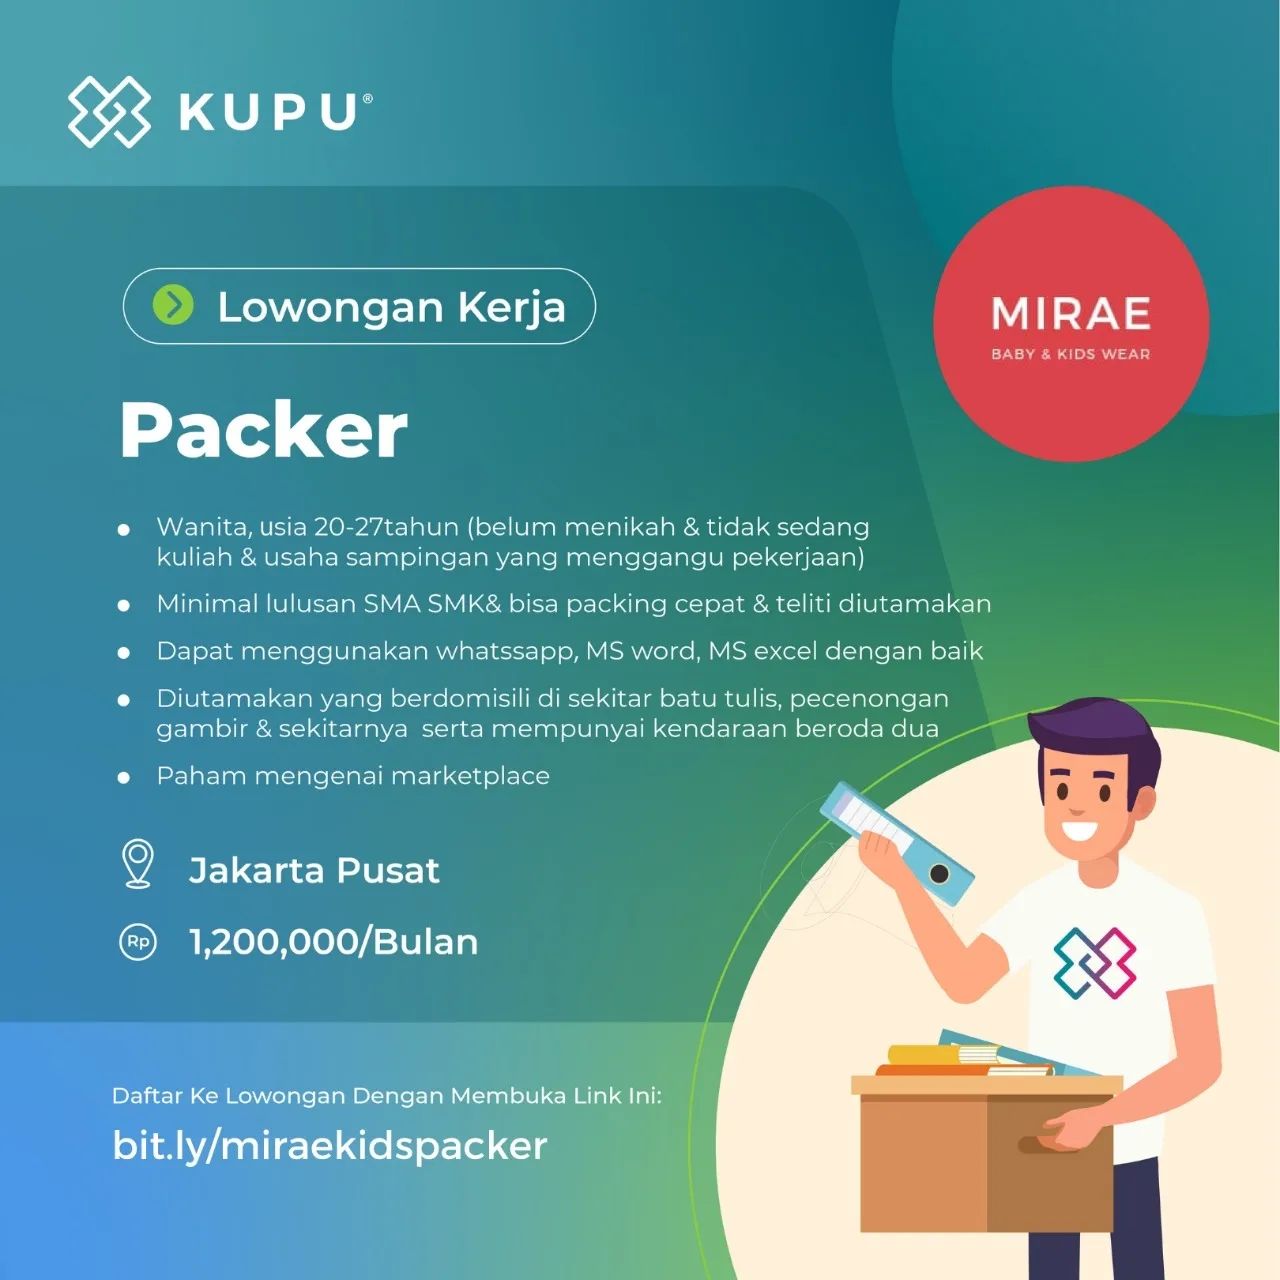 KUPU®
MIRAE
BABY & KIDS WEAR
Lowongan Kerja
Packer
Wanita, usia 20-27tahun (belum menikah & tidak sedang
kuliah & usaha sampingan yang menggangu pekerjaan)
Minimal lulusan SMA SMK& bisa packing cepat & teliti diutamakan
Dapat menggunakan whatssapp, MS word, MS excel dengan baik
Diutamakan yang berdomisili di sekitar batu tulis, pecenongan
gambir & sekitarnya  serta mempunyai kendaraan beroda dua
Paham mengenai marketplace
Jakarta Pusat
Rp 1,200,000/Bulan
Daftar Ke Lowongan Dengan Membuka Link Ini:
bit.ly/miraekidspacker